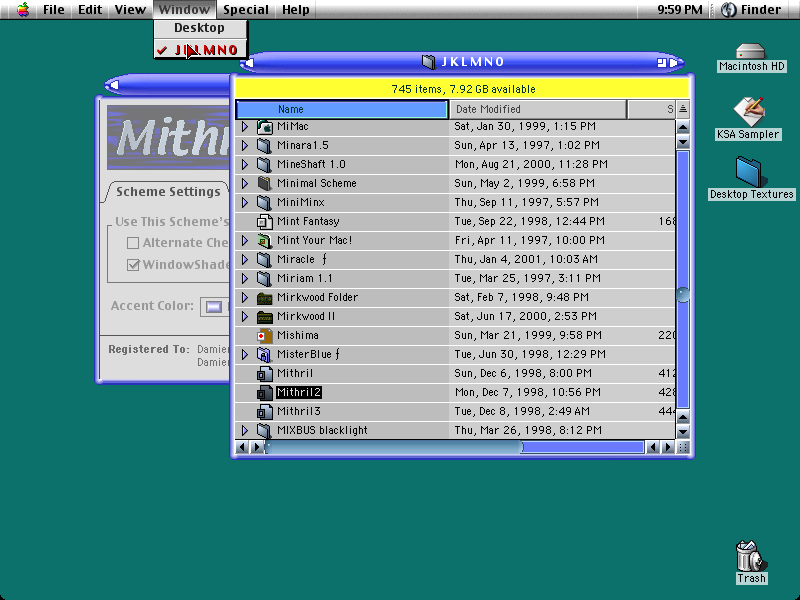 File Edit View Window Special Help 9:59 PM Finder
Desktop
JKLMNO
JKLMNO
745 items, 7.92 GB available
Name Date Modified S
MiMac Sat, Jan 30, 1999, 1:15 PM
Minara1.5 Sun, Apr 13, 1997, 1:02 PM
MineShaft 1.0 Mon, Aug 21, 2000, 11:28 PM
Minimal Scheme Sun, May 2, 1999, 6:58 PM
MiniMinx Thu, Sep 11, 1997, 5:57 PM
Mint Fantasy Tue, Sep 22, 1998, 12:44 PM 168
Mint Your Mac! Fri, Apr 11, 1997, 10:00 PM
Miracle ƒ Thu, Jan 4, 2001, 10:03 AM
Miriam 1.1 Tue, Mar 25, 1997, 3:11 PM
Mirkwood Folder Sat, Feb 7, 1998, 9:48 PM
Mirkwood II Sat, Jun 17, 2000, 2:53 PM
Mishima Sun, Mar 21, 1999, 9:58 PM 220
MisterBlue ƒ Tue, Jun 30, 1998, 12:29 PM
Mithril Sun, Dec 6, 1998, 8:00 PM 412
Mithril2 Mon, Dec 7, 1998, 10:56 PM 428
Mithril3 Tue, Dec 8, 1998, 2:49 AM 444
MIXBUS blacklight Thu, Mar 26, 1998, 8:12 PM
Mithri
Scheme Settings
Use This Scheme's
Alternate Che
WindowShade
Accent Color:
Registered To: Damien
Damien
Macintosh HD
KSA Sampler
Desktop Textures
Trash